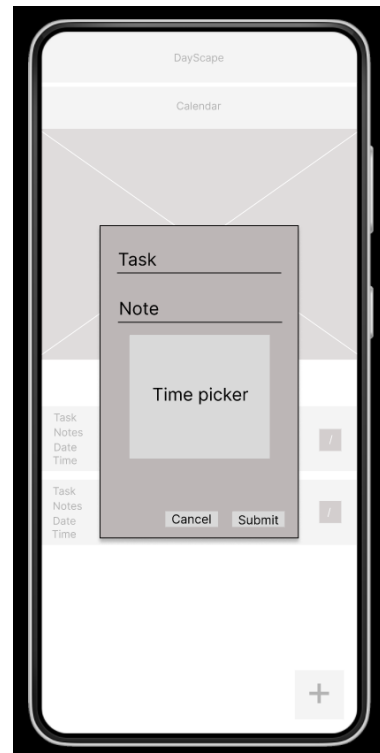 DayScape
Calendar
Task
Note
Time picker
Cancel Submit
Task
Notes
Date
Time
/
Task
Notes
Date
Time
/
+